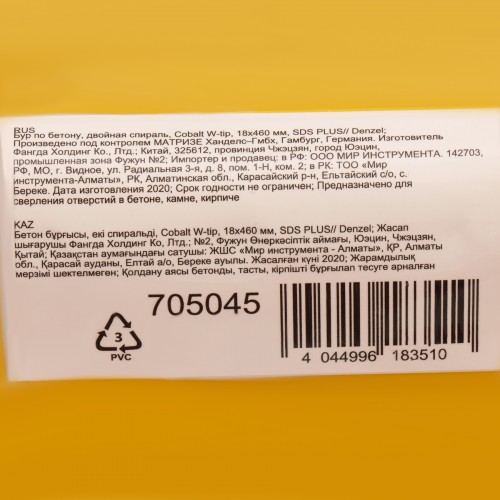 RUS
Бур по бетону, двойная спираль, Cobalt W-tip, 18x460 мм, SDS PLUS// Denzel;
Произведено под контролем МАТРИЗЕ Ханделс–Гмбх, Гамбург, Германия. Изготовитель
Фангда Холдинг Ко., Лтд.; Китай, 325612, провинция Чжэцзян, город Юэцин,
промышленная зона Фужун №2; Импортер и продавец: в РФ: ООО МИР ИНСТРУМЕНТА. 142703,
РФ, МО, г. Видное, ул. Радиальная 3-я, д. 8, пом. 1-Н, ком. 2; в РК: ТОО «Мир
инструмента-Алматы», РК, Алматинская обл., Карасайский р-н, Ельтайский с/о, с.
Береке. Дата изготовления 2020; Срок годности не ограничен; Предназначено для
сверления отверстий в бетоне, камне, кирпиче
KAZ
Бетон бұрғысы, екі спиральді, Cobalt W-tip, 18x460 мм, SDS PLUS// Denzel; Жасап
шығарушы Фангда Холдинг Ко, Лтд.; №2, Фужун Өнеркәсіптік аймағы, Юэцин, Чжэцзян,
Қытай; Қазақстан аумағындағы сатушы: ЖШС «Мир инструмента - Алматы», ҚР, Алматы
обл., Қарасай ауданы, Елтай а/о, Береке ауылы. Жасалған күні 2020; Жарамдылық
мерзімі шектелмеген; Қолдану аясы бетонды, тасты, кірпішті бұрғылап тесуге арналған
705045
3
PVC
4 044996 183510